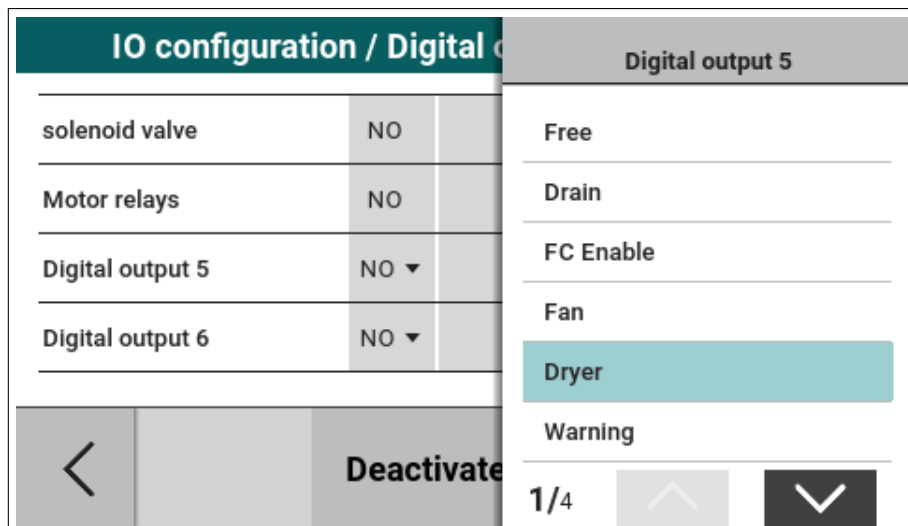 IO configuration / Digital
solenoid valve NO
Motor relays NO
Digital output 5 NO
Digital output 6 NO
Deactivate
Digital output 5
Free
Drain
FC Enable
Fan
Dryer
Warning
1/4